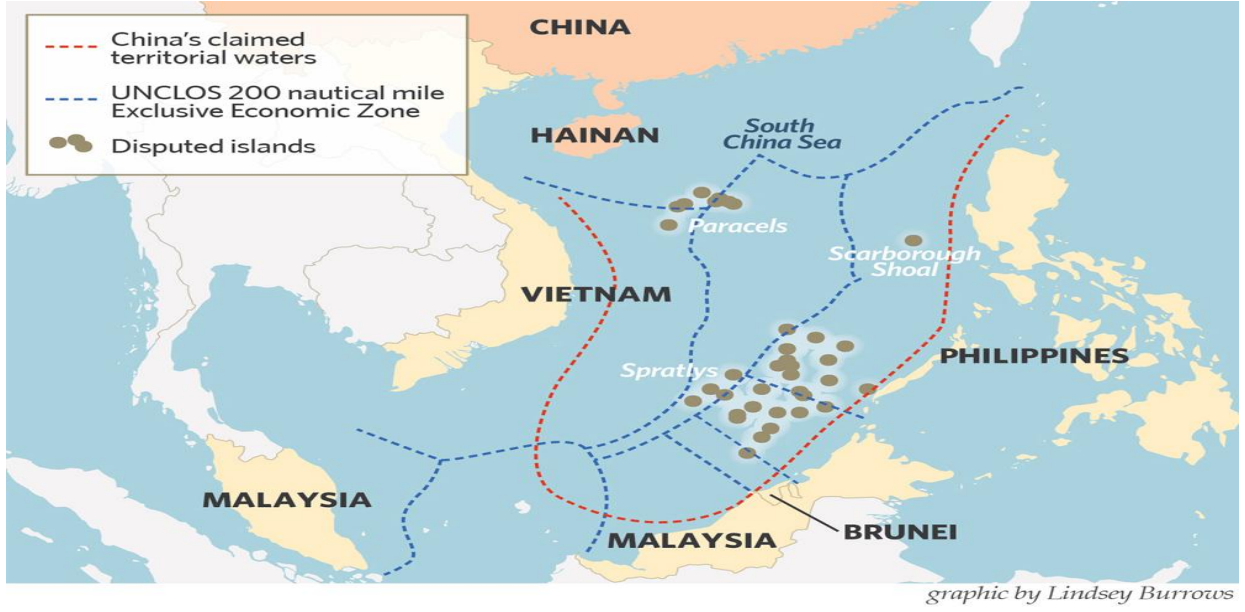 China's claimed
territorial waters
UNCLOS 200 nautical mile
Exclusive Economic Zone
Disputed islands
CHINA
HAINAN
South
China Sea
Paracels
Scarborough
Shoal
VIETNAM
PHILIPPINES
Spratlys
MALAYSIA
BRUNEI
MALAYSIA
graphic by Lindsey Burrows